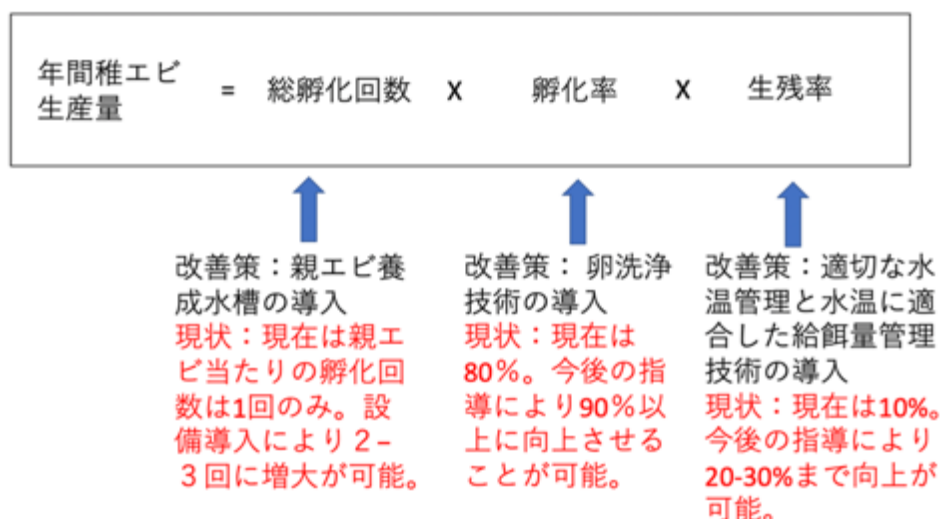 年間稚エビ
生産量
= 総孵化回数 X 孵化率 X 生残率
改善策：親エビ養
成水槽の導入
現状：現在は親エ
ビ当たりの孵化回
数は1回のみ。設
備導入により２−
３回に増大が可能。
改善策： 卵洗浄
技術の導入
現状：現在は
80%。今後の指
導により90%以
上に向上させる
ことが可能。
改善策：適切な水
温管理と水温に適
合した給餌量管理
技術の導入
現状：現在は10%。
今後の指導により
20-30%まで向上が
可能。